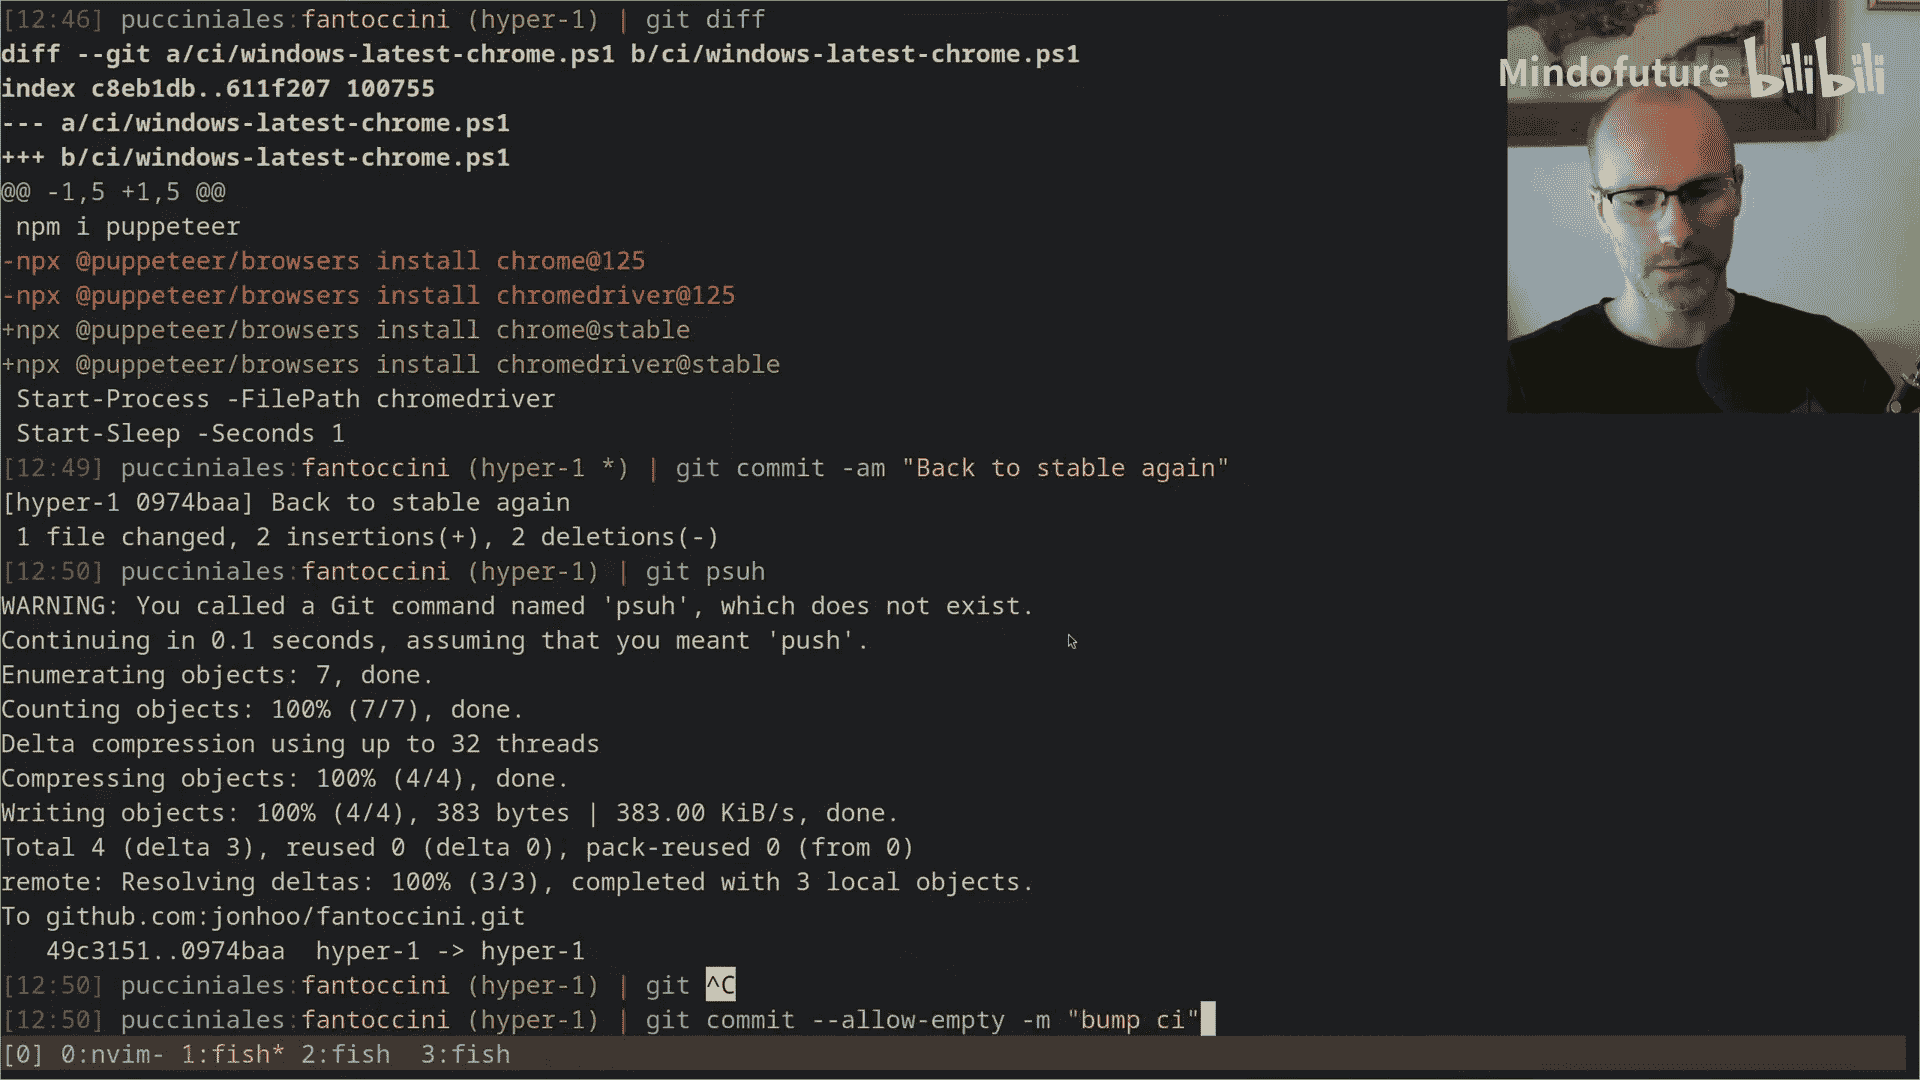 [12:46] pucciniales:fantoccini (hyper-1) | git diff
diff --git a/ci/windows-latest-chrome.ps1 b/ci/windows-latest-chrome.ps1
index c8eb1db..611f207 100755
--- a/ci/windows-latest-chrome.ps1
+++ b/ci/windows-latest-chrome.ps1
@@ -1,5 +1,5 @@
 npm i puppeteer
-npx @puppeteer/browsers install chrome@125
-npx @puppeteer/browsers install chromedriver@125
+npx @puppeteer/browsers install chrome@stable
+npx @puppeteer/browsers install chromedriver@stable
 Start-Process -FilePath chromedriver
 Start-Sleep -Seconds 1
[12:49] pucciniales:fantoccini (hyper-1 *) | git commit -am "Back to stable again"
[hyper-1 0974baa] Back to stable again
 1 file changed, 2 insertions(+), 2 deletions(-)
[12:50] pucciniales:fantoccini (hyper-1) | git psuh
WARNING: You called a Git command named 'psuh', which does not exist.
Continuing in 0.1 seconds, assuming that you meant 'push'.
Enumerating objects: 7, done.
Counting objects: 100% (7/7), done.
Delta compression using up to 32 threads
Compressing objects: 100% (4/4), done.
Writing objects: 100% (4/4), 383 bytes | 383.00 KiB/s, done.
Total 4 (delta 3), reused 0 (delta 0), pack-reused 0 (from 0)
remote: Resolving deltas: 100% (3/3), completed with 3 local objects.
To github.com:jonhoo/fantoccini.git
   49c3151..0974baa  hyper-1 -> hyper-1
[12:50] pucciniales:fantoccini (hyper-1) | git ^C
[12:50] pucciniales:fantoccini (hyper-1) | git commit --allow-empty -m "bump ci"
[0] 0:nvim- 1:fish* 2:fish  3:fish
Mindofuture bilibili